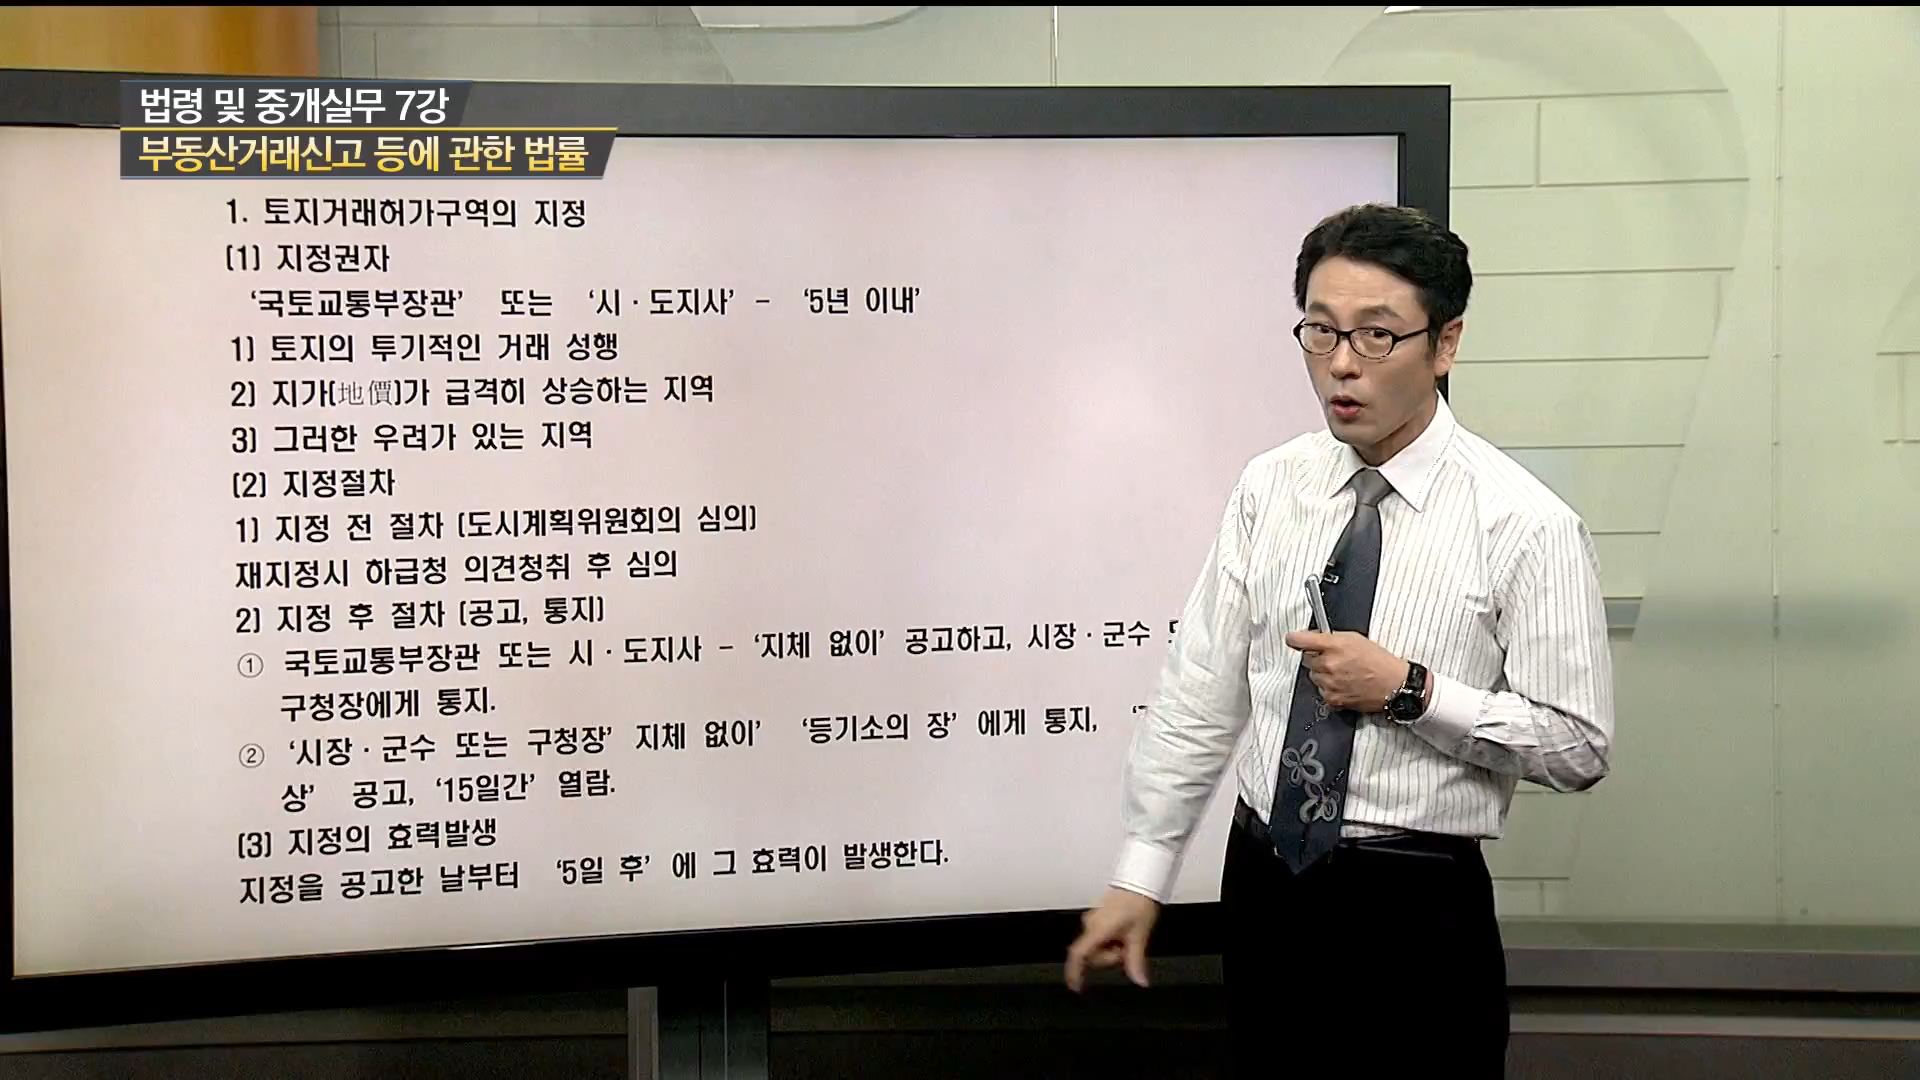 법령 및 중개실무 7강
부동산거래신고 등에 관한 법률
1. 토지거래허가구역의 지정
(1) 지정권자
‘국토교통부장관’ 또는 ‘시·도지사’ - ‘5년 이내’
1) 토지의 투기적인 거래 성행
2) 지가(地價)가 급격히 상승하는 지역
3) 그러한 우려가 있는 지역
(2) 지정절차
1) 지정 전 절차 (도시계획위원회의 심의)
재지정시 하급청 의견청취 후 심의
2) 지정 후 절차 (공고, 통지)
① 국토교통부장관 또는 시·도지사 - ‘지체 없이’ 공고하고, 시장·군수
구청장에게 통지.
② ‘시장·군수 또는 구청장’ 지체 없이’ ‘등기소의 장’ 에게 통지,
상’ 공고, ‘15일간’ 열람.
(3) 지정의 효력발생
지정을 공고한 날부터 ‘5일 후’ 에 그 효력이 발생한다.